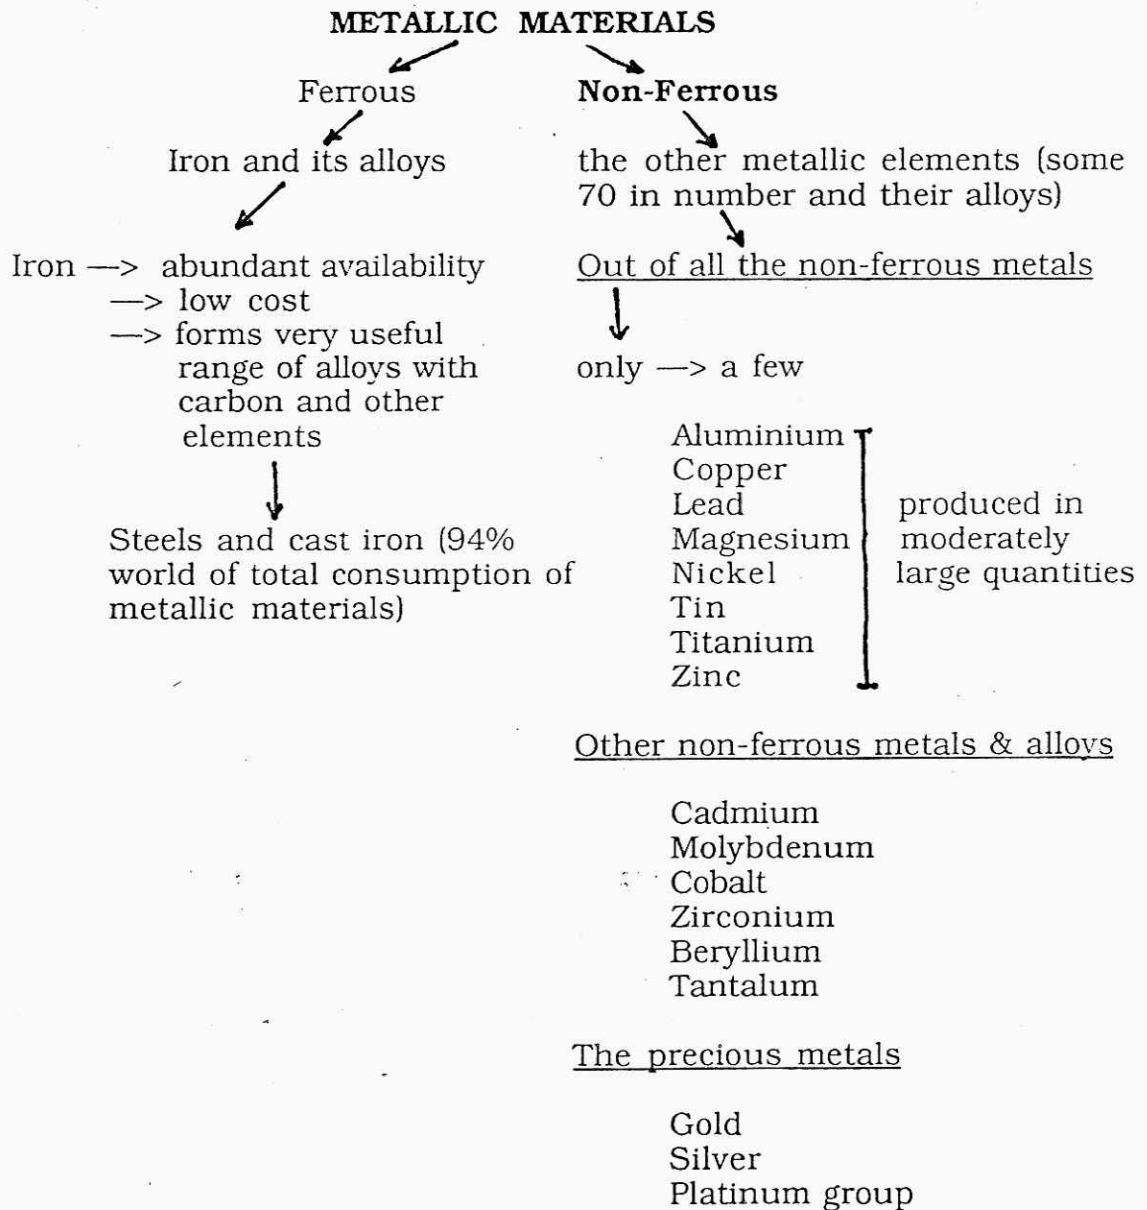 METALLIC MATERIALS
Ferrous
Iron and its alloys
Iron —> abundant availability
—> low cost
—> forms very useful
range of alloys with
carbon and other
elements
Steels and cast iron (94%
world of total consumption of
metallic materials)
Non-Ferrous
the other metallic elements (some
70 in number and their alloys)
Out of all the non-ferrous metals
only —> a few
Aluminium
Copper
Lead
Magnesium
Nickel
Tin
Titanium
Zinc
produced in
moderately
large quantities
Other non-ferrous metals & alloys
Cadmium
Molybdenum
Cobalt
Zirconium
Beryllium
Tantalum
The precious metals
Gold
Silver
Platinum group